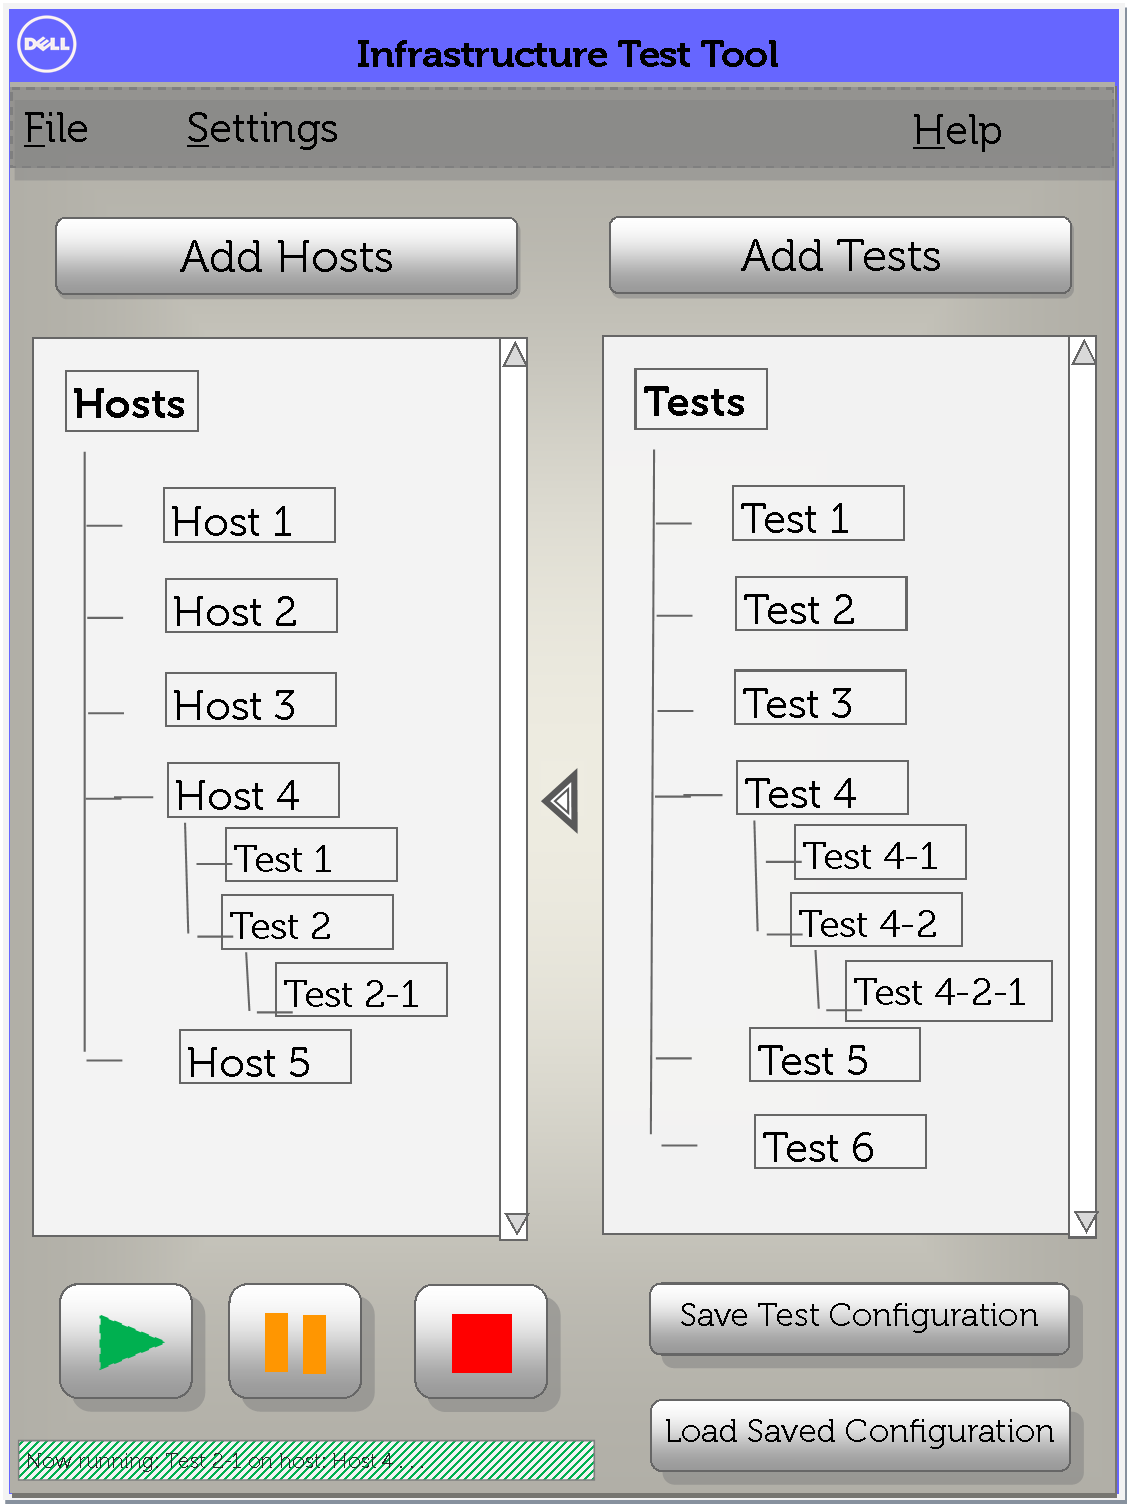 DELL
Infrastructure Test Tool
File Settings Help
Add Hosts
Add Tests
Hosts
Host 1
Host 2
Host 3
Host 4
Test 1
Test 2
Test 2-1
Host 5
Tests
Test 1
Test 2
Test 3
Test 4
Test 4-1
Test 4-2
Test 4-2-1
Test 5
Test 6
Save Test Configuration
Load Saved Configuration
Now running: Test 2-1 on host: Host 4 . . .